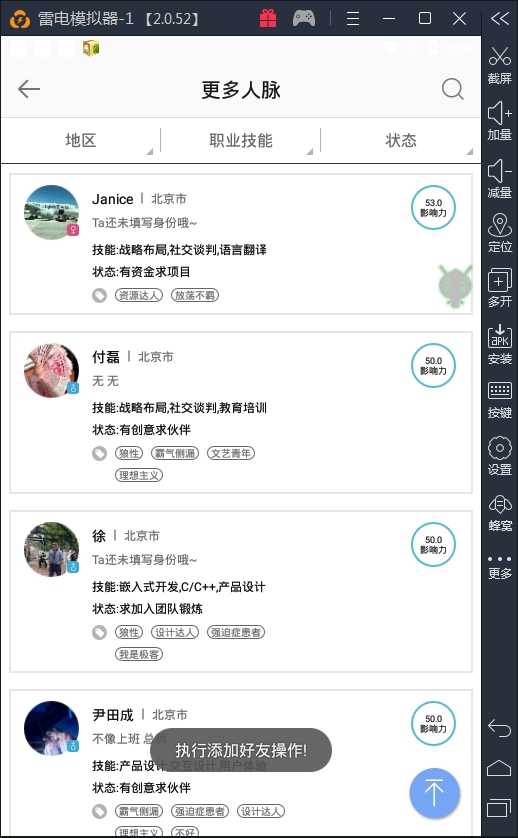 雷电模拟器-1 【2.0.52】
更多人脉
地区 职业技能 状态
Janice 北京市
Ta还未填写身份哦~
技能:战略布局,社交谈判,语言翻译
状态:有资金求项目
资源达人 放荡不羁
53.0
影响力
付磊 北京市
无 无
技能:战略布局,社交谈判,教育培训
状态:有创意求伙伴
狼性 霸气侧漏 文艺青年
理想主义
50.0
影响力
徐 北京市
Ta还未填写身份哦~
技能:嵌入式开发,C/C++,产品设计
状态:求加入团队锻炼
狼性 设计达人 强迫症患者
我是极客
50.0
影响力
尹田成 北京市
不像上班 总裁
技能:产品设计,交互设计,用户体验
状态:有创意求伙伴
霸气侧漏 强迫症患者 设计达人
理想主义 不好
50.0
影响力
执行添加好友操作!
截屏
加量
减量
定位
多开
APK
安装
按键
设置
蜂窝
更多